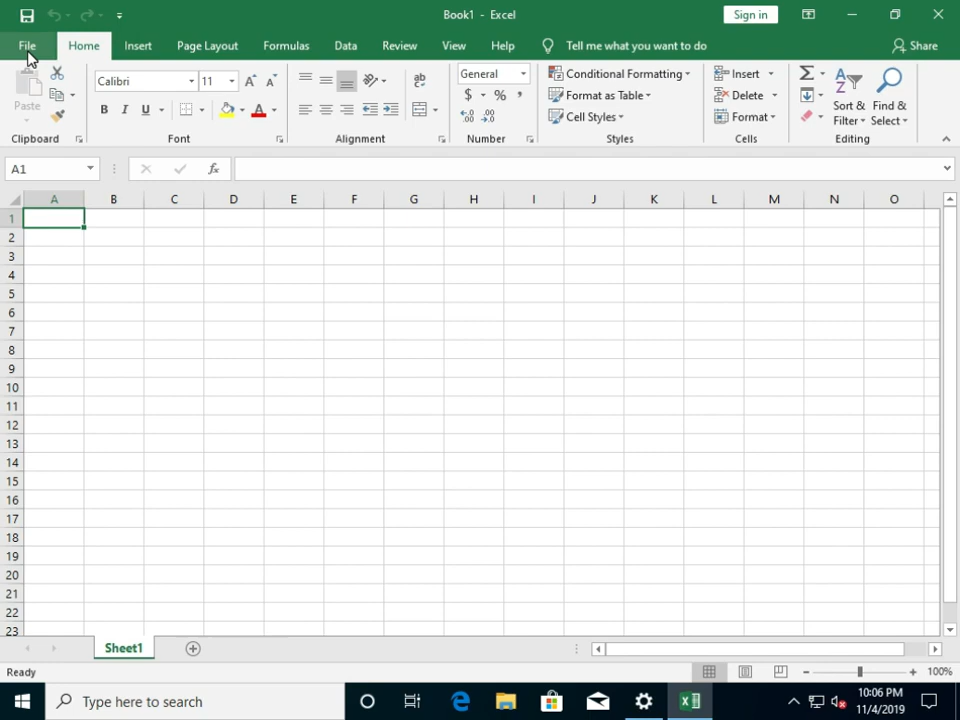 Book1 - Excel
Sign in
File Home Insert Page Layout Formulas Data Review View Help Tell me what you want to do Share
Paste
Calibri 11
B I U A
ab
General
$ % ,
Conditional Formatting
Format as Table
Cell Styles
Insert
Delete
Format
Sort & Filter
Find & Select
Clipboard Font Alignment Number Styles Cells Editing
A1 fx
A B C D E F G H I J K L M N O
1
2
3
4
5
6
7
8
9
10
11
12
13
14
15
16
17
18
19
20
21
22
23
Sheet1
Ready 100%
Type here to search
10:06 PM
11/4/2019